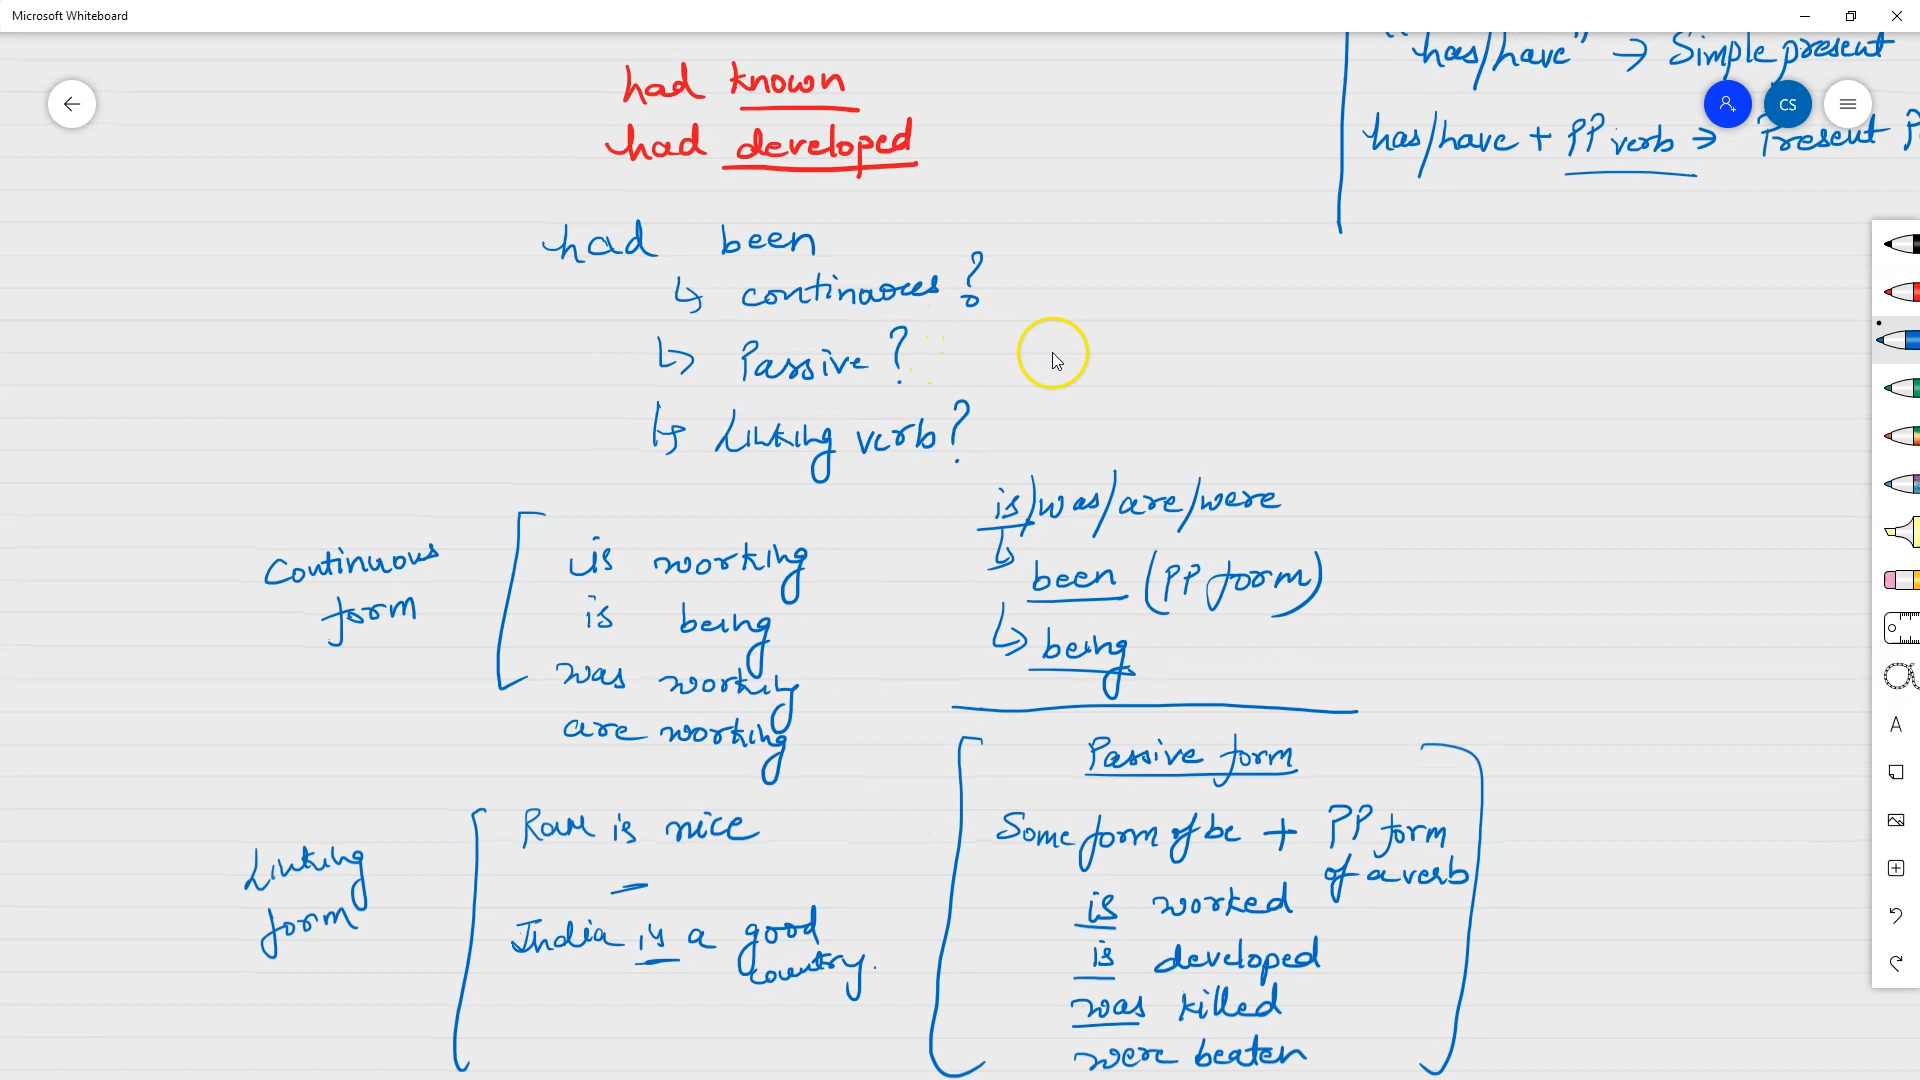 Microsoft Whiteboard
"has/have" → Simple present
CS
has/have + PP verb → Present P
had known
had developed
had been
↳ continuous?
↳ Passive?
↳ Linking verb?
is/was/are/were
↳ been (PP form)
↳ being
Continuous
form
is working
is being
was working
are working
Passive form
Some form of be + PP form
of a verb
is worked
is developed
was killed
were beaten
Linking
form
Ram is nice
India is a good
country.
A